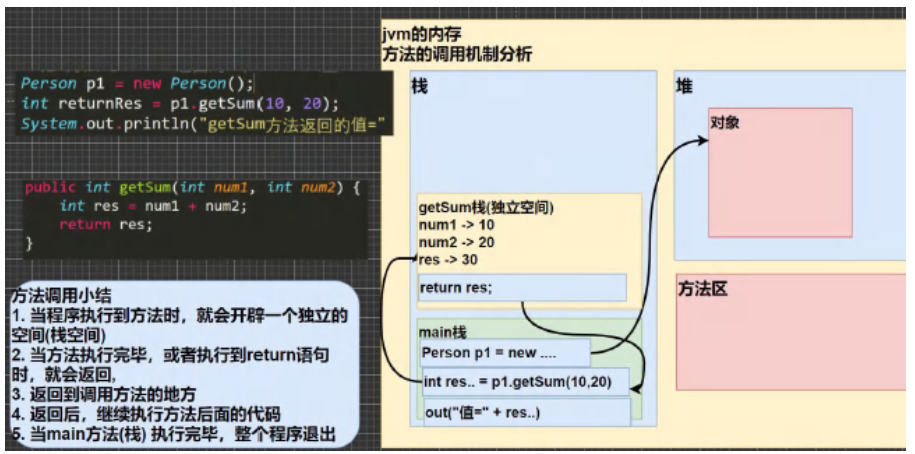 jvm的内存
方法的调用机制分析
Person p1 = new Person();
int returnRes = p1.getSum(10, 20);
System.out.println("getSum方法返回的值="
public int getSum(int num1, int num2) {
int res = num1 + num2;
return res;
}
方法调用小结
1. 当程序执行到方法时，就会开辟一个独立的
空间(栈空间)
2. 当方法执行完毕，或者执行到return语句
时，就会返回,
3. 返回到调用方法的地方
4. 返回后，继续执行方法后面的代码
5. 当main方法(栈) 执行完毕，整个程序退出
栈
getSum栈(独立空间)
num1 -> 10
num2 -> 20
res -> 30
return res;
main栈
Person p1 = new ....
int res.. = p1.getSum(10,20)
out("值=" + res..)
堆
对象
方法区